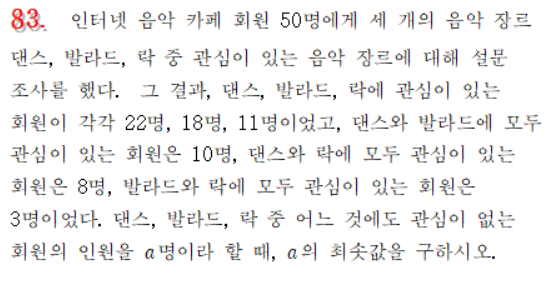 83. 인터넷 음악 카페 회원 50명에게 세 개의 음악 장르
댄스, 발라드, 락 중 관심이 있는 음악 장르에 대해 설문
조사를 했다. 그 결과, 댄스, 발라드, 락에 관심이 있는
회원이 각각 22명, 18명, 11명이었고, 댄스와 발라드에 모두
관심이 있는 회원은 10명, 댄스와 락에 모두 관심이 있는
회원은 8명, 발라드와 락에 모두 관심이 있는 회원은
3명이었다. 댄스, 발라드, 락 중 어느 것에도 관심이 없는
회원의 인원을 a명이라 할 때, a의 최솟값을 구하시오.